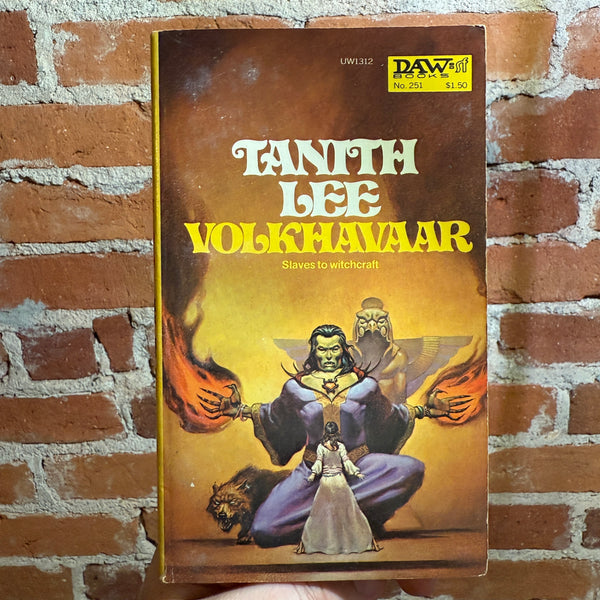 UW1312
DAW sf
BOOKS
No. 251 $1.50
TANITH
LEE
VOLKHAVAAR
Slaves to witchcraft